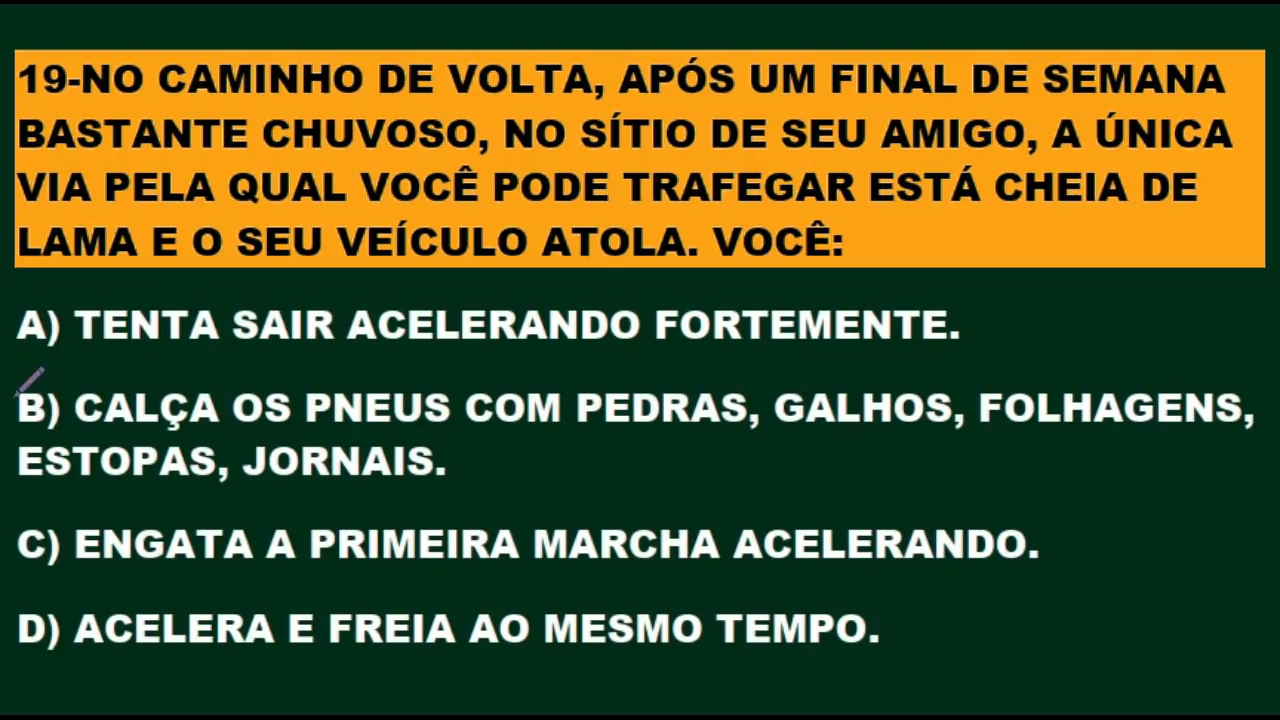 19-NO CAMINHO DE VOLTA, APÓS UM FINAL DE SEMANA
BASTANTE CHUVOSO, NO SÍTIO DE SEU AMIGO, A ÚNICA
VIA PELA QUAL VOCÊ PODE TRAFEGAR ESTÁ CHEIA DE
LAMA E O SEU VEÍCULO ATOLA. VOCÊ:
A) TENTA SAIR ACELERANDO FORTEMENTE.
B) CALÇA OS PNEUS COM PEDRAS, GALHOS, FOLHAGENS,
ESTOPAS, JORNAIS.
C) ENGATA A PRIMEIRA MARCHA ACELERANDO.
D) ACELERA E FREIA AO MESMO TEMPO.